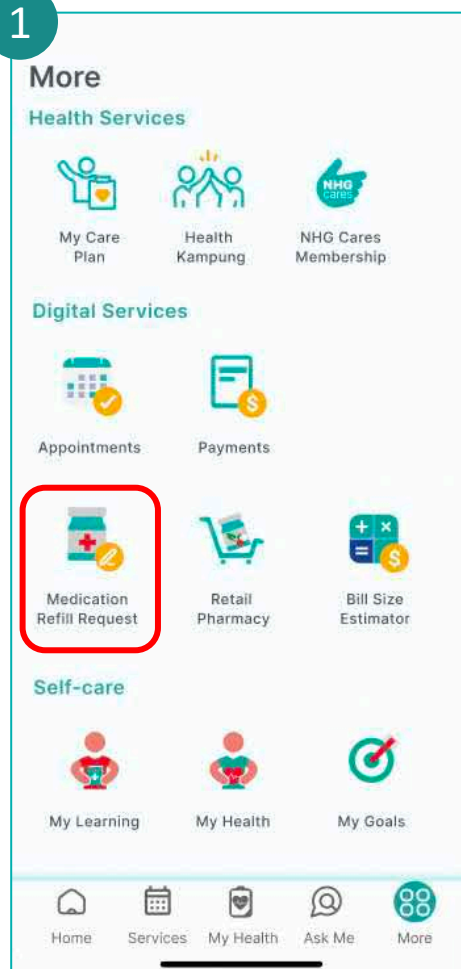 1
More
Health Services
NHG
cares
My Care
Plan
Health
Kampung
NHG Cares
Membership
Digital Services
$
Appointments
Payments
$
Medication
Refill Request
Retail
Pharmacy
Bill Size
Estimator
Self-care
My Learning
My Health
My Goals
Home
Services
My Health
Ask Me
More